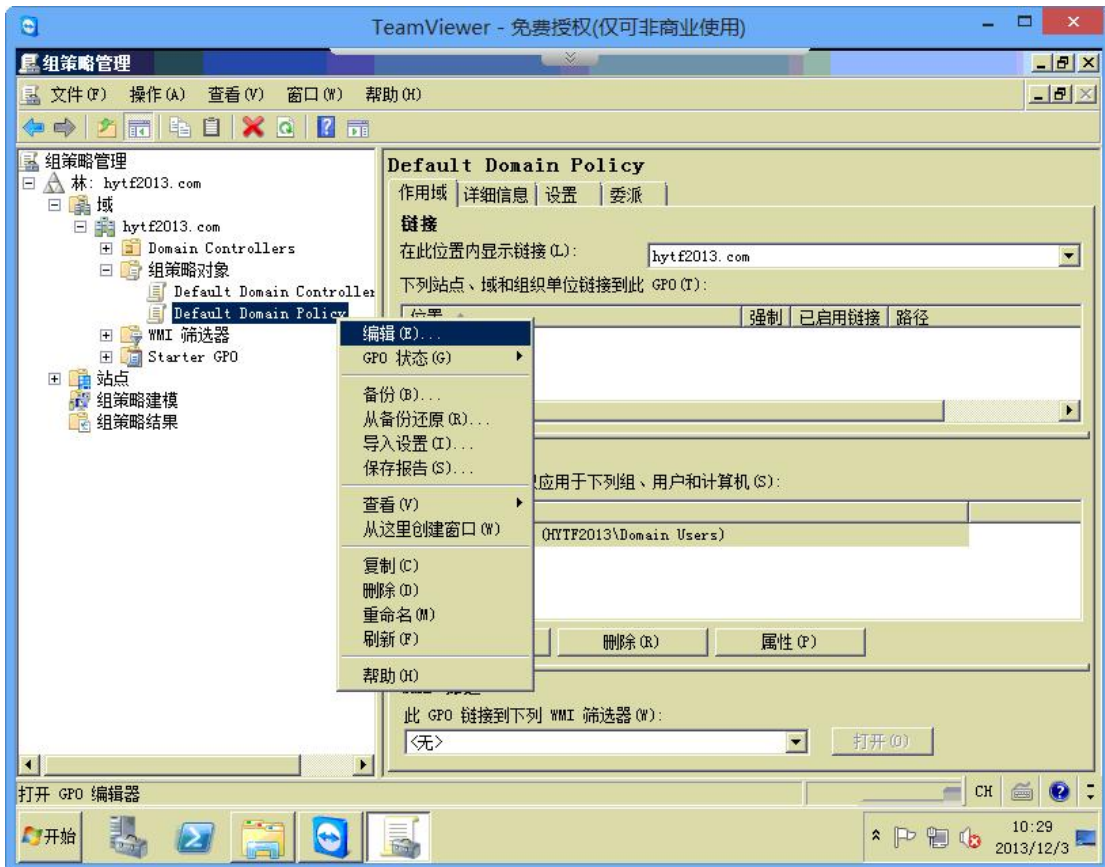 TeamViewer - 免费授权(仅可非商业使用)
组策略管理
文件(F) 操作(A) 查看(V) 窗口(W) 帮助(H)
组策略管理
林: hytf2013.com
域
hytf2013.com
Domain Controllers
组策略对象
Default Domain Controller
Default Domain Policy
WMI 筛选器
Starter GPO
站点
组策略建模
组策略结果
编辑(E)...
GPO 状态(G)
备份(B)...
从备份还原(R)...
导入设置(I)...
保存报告(S)...
查看(V)
从这里创建窗口(W)
复制(C)
删除(D)
重命名(M)
刷新(F)
帮助(H)
Default Domain Policy
作用域 详细信息 设置 委派
链接
在此位置内显示链接(L): hytf2013.com
下列站点、域和组织单位链接到此 GPO(T):
位置 强制 已启用链接 路径
应用于下列组、用户和计算机(S):
(HYTF2013\Domain Users)
删除(R) 属性(P)
此 GPO 链接到下列 WMI 筛选器(W):
<无> 打开(O)
打开 GPO 编辑器
CH
开始
10:29
2013/12/3